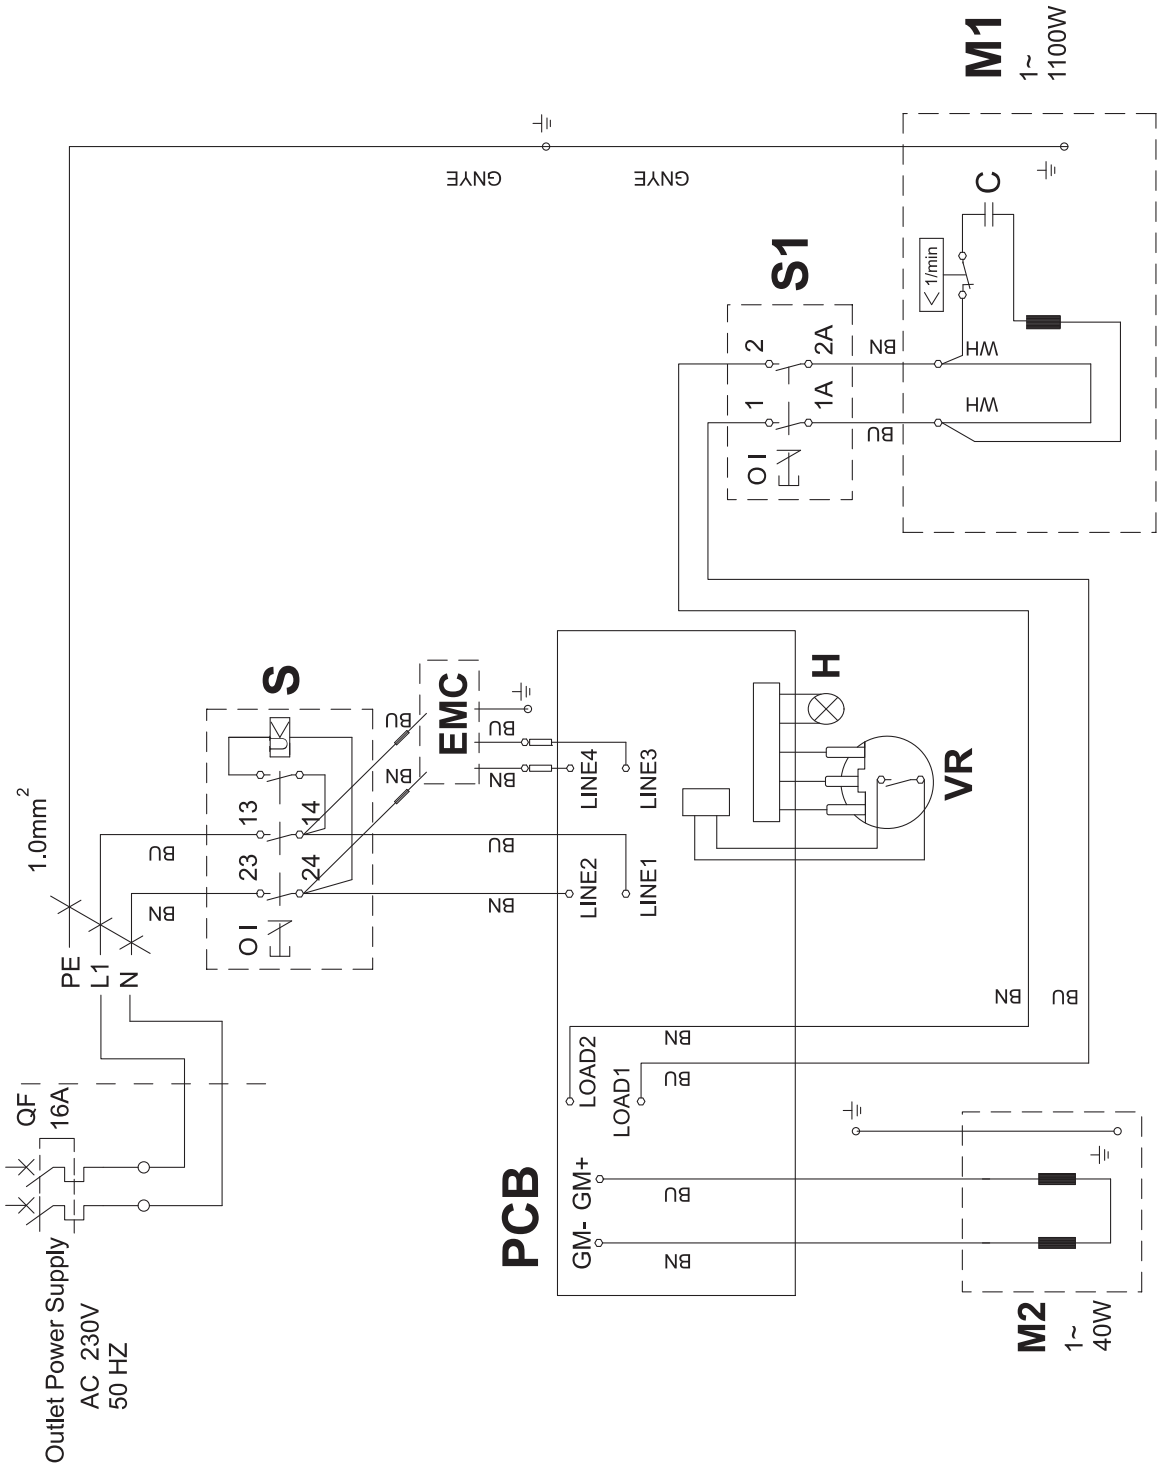 Outlet Power Supply
AC 230V
50 HZ
QF
16A
PE
L1
N
1.0mm²
BU
BN
S
O I
23
13
24
14
U<
BN
BU
BN
BU
EMC
BN
BU
LINE2
LINE1
LINE4
LINE3
PCB
GM-
GM+
LOAD2
LOAD1
BN
BU
BN
BU
BN
BU
H
VR
M2
1~
40W
S1
O I
1
2
1A
2A
BU
BN
WH
WH
< 1/min
C
GNYE
GNYE
M1
1~
1100W